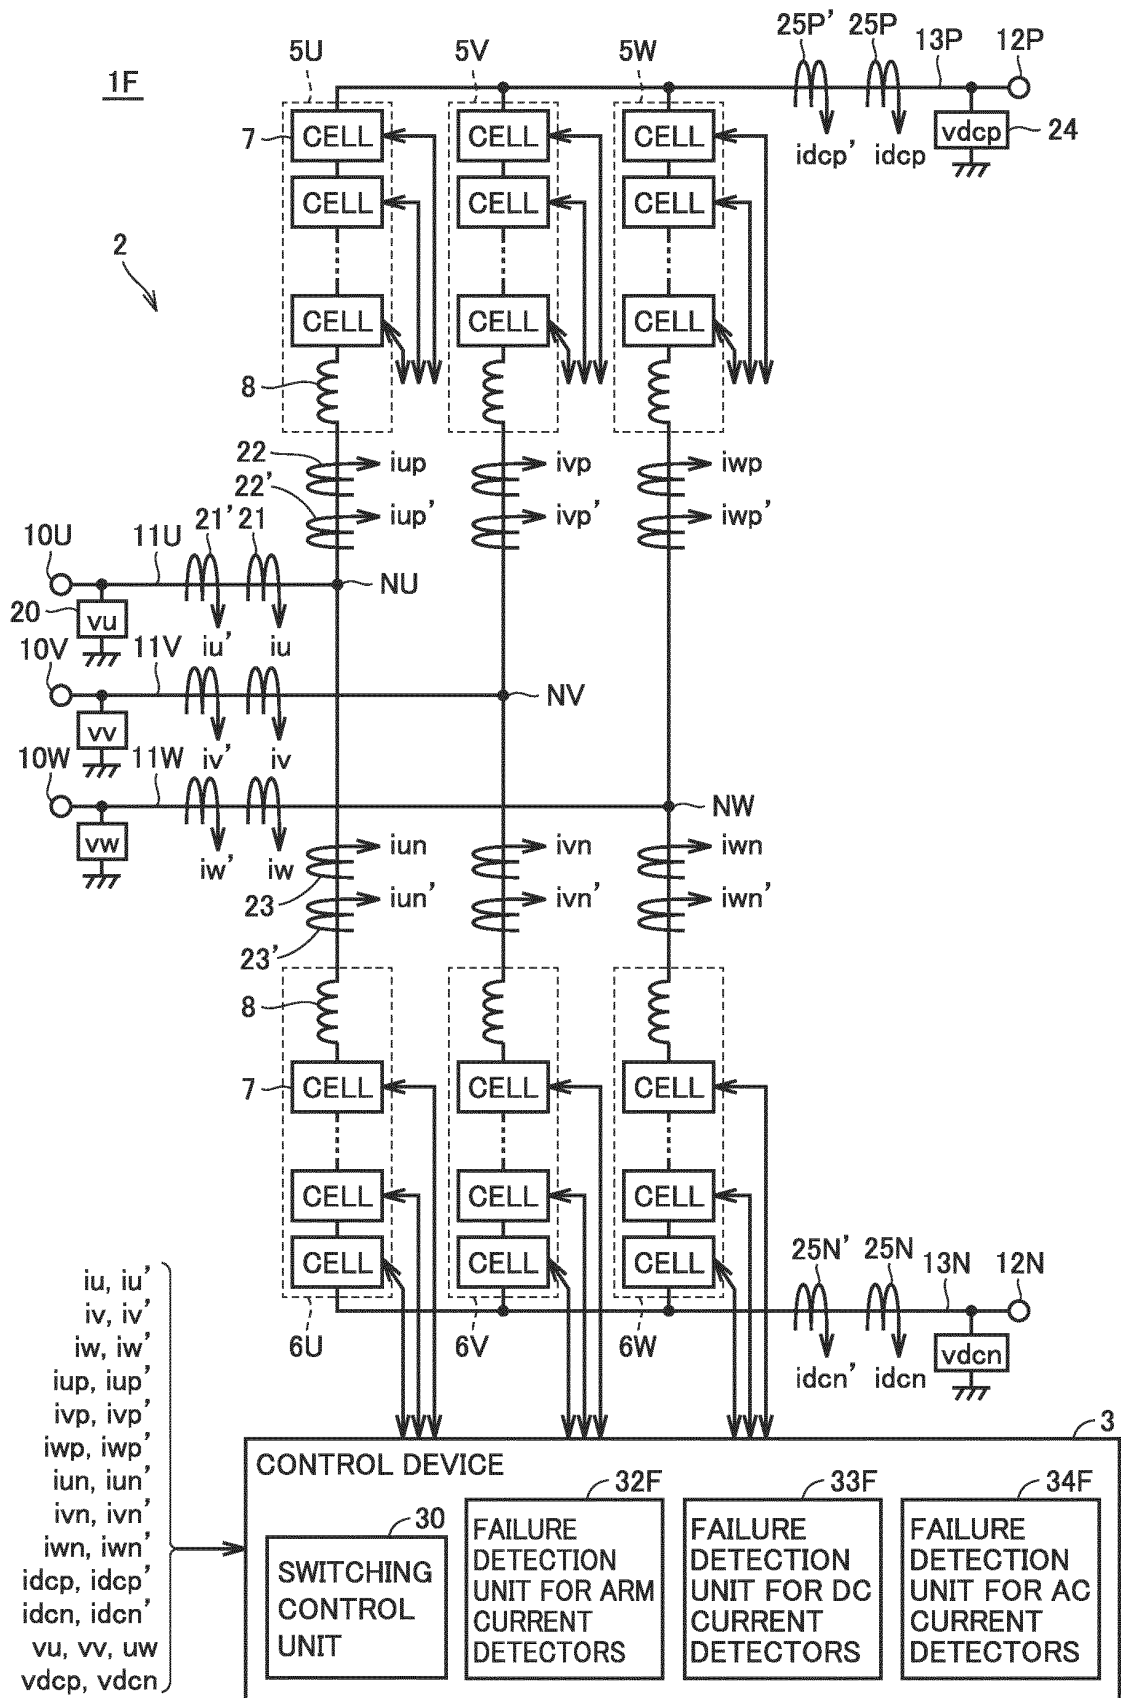 1F
5U 5V 5W 25P' 25P 13P 12P
7 CELL CELL CELL idcp' idcp vdcp 24
CELL CELL CELL
2
CELL CELL CELL
8
22 iup ivp iwp
22' iup' ivp' iwp'
10U 11U 21' 21 NU
20 vu iu' iu
10V 11V NV
vv iv' iv
10W 11W NW
vw iw' iw
iun ivn iwn
23 iun' ivn' iwn'
23'
8
7 CELL CELL CELL
CELL CELL CELL
CELL CELL CELL 25N' 25N 13N 12N
6U 6V 6W idcn' idcn vdcn
iu, iu'
iv, iv'
iw, iw'
iup, iup'
ivp, ivp'
iwp, iwp'
iun, iun'
ivn, ivn'
iwn, iwn'
idcp, idcp'
idcn, idcn'
vu, vv, uw
vdcp, vdcn
3
CONTROL DEVICE
30
SWITCHING
CONTROL
UNIT
32F
FAILURE
DETECTION
UNIT FOR ARM
CURRENT
DETECTORS
33F
FAILURE
DETECTION
UNIT FOR DC
CURRENT
DETECTORS
34F
FAILURE
DETECTION
UNIT FOR AC
CURRENT
DETECTORS